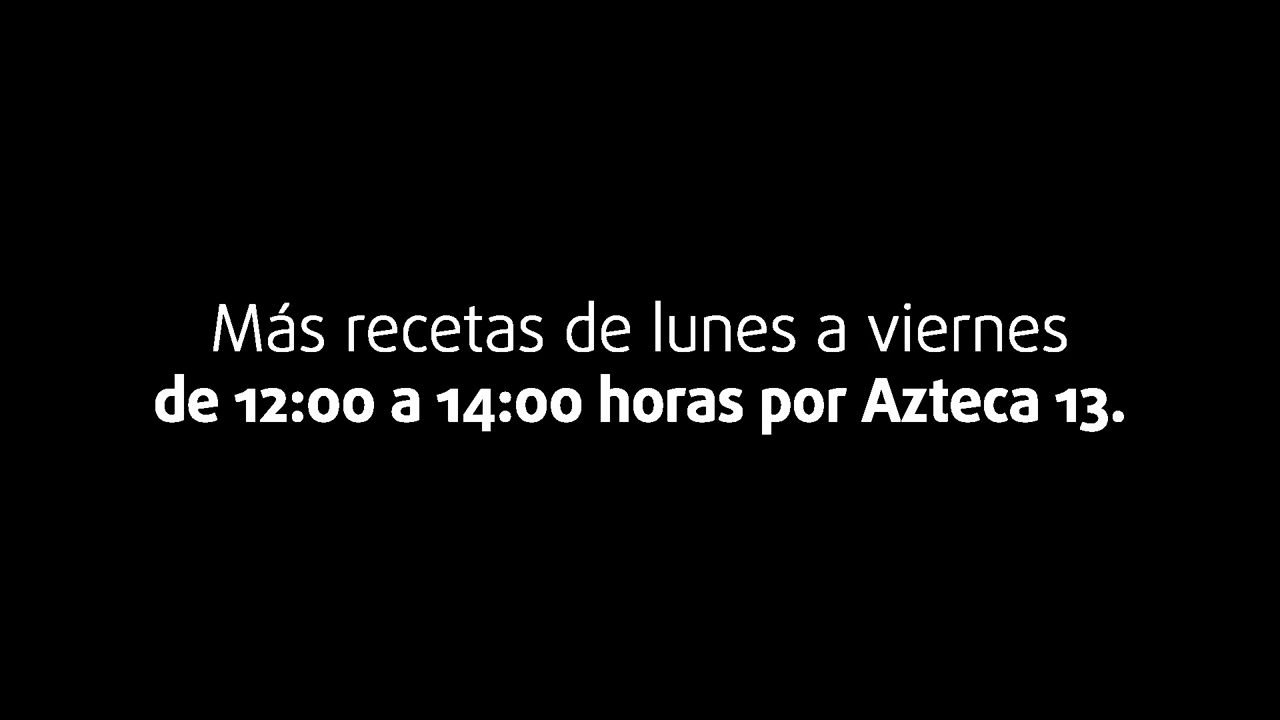 Más recetas de lunes a viernes
de 12:00 a 14:00 horas por Azteca 13.